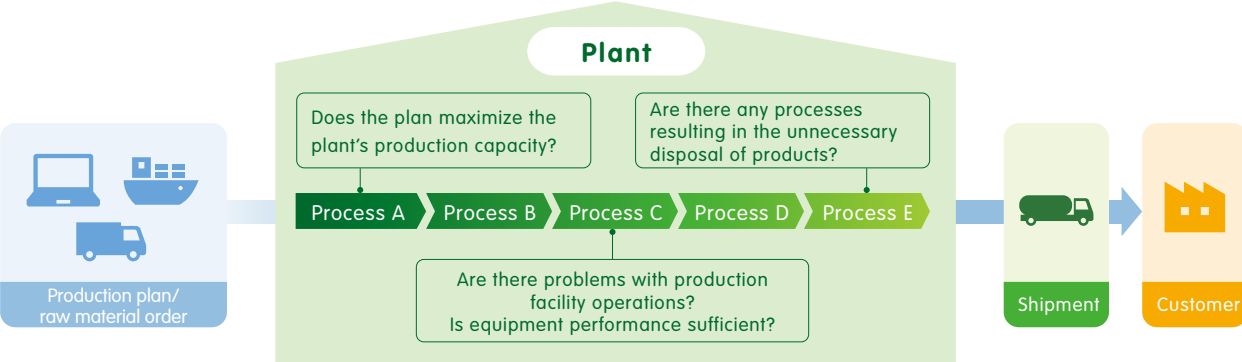 Plant
Does the plan maximize the
plant's production capacity?
Are there any processes
resulting in the unnecessary
disposal of products?
Process A
Process B
Process C
Process D
Process E
Are there problems with production
facility operations?
Is equipment performance sufficient?
Production plan/
raw material order
Shipment
Customer